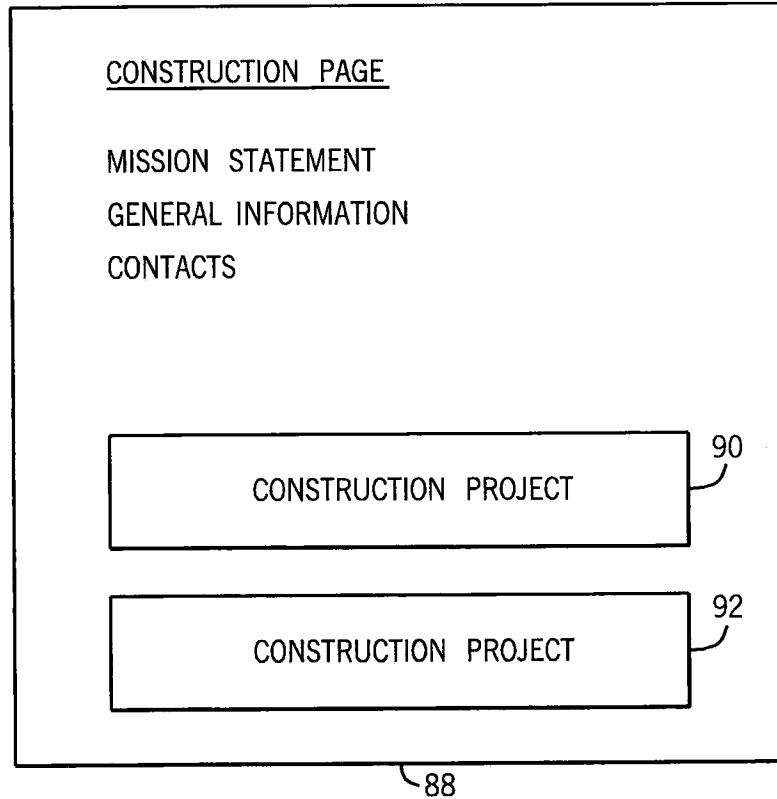 CONSTRUCTION PAGE
MISSION STATEMENT
GENERAL INFORMATION
CONTACTS
90
CONSTRUCTION PROJECT
92
CONSTRUCTION PROJECT
88